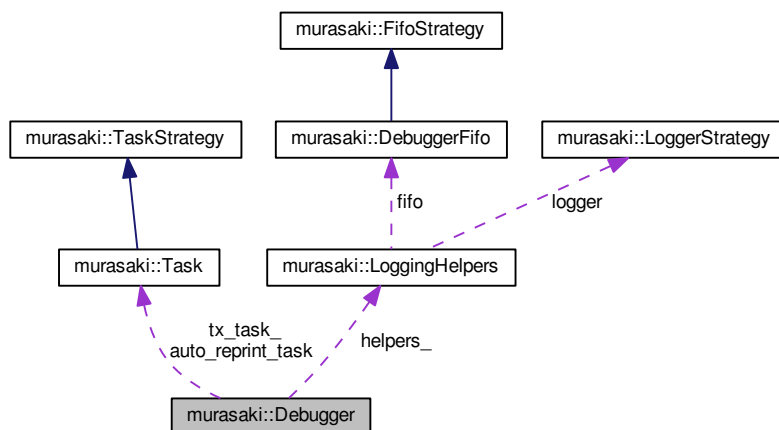 murasaki::FifoStrategy
murasaki::TaskStrategy
murasaki::DebuggerFifo
murasaki::LoggerStrategy
fifo
logger
murasaki::Task
murasaki::LoggingHelpers
tx_task_
auto_reprint_task
helpers_
murasaki::Debugger